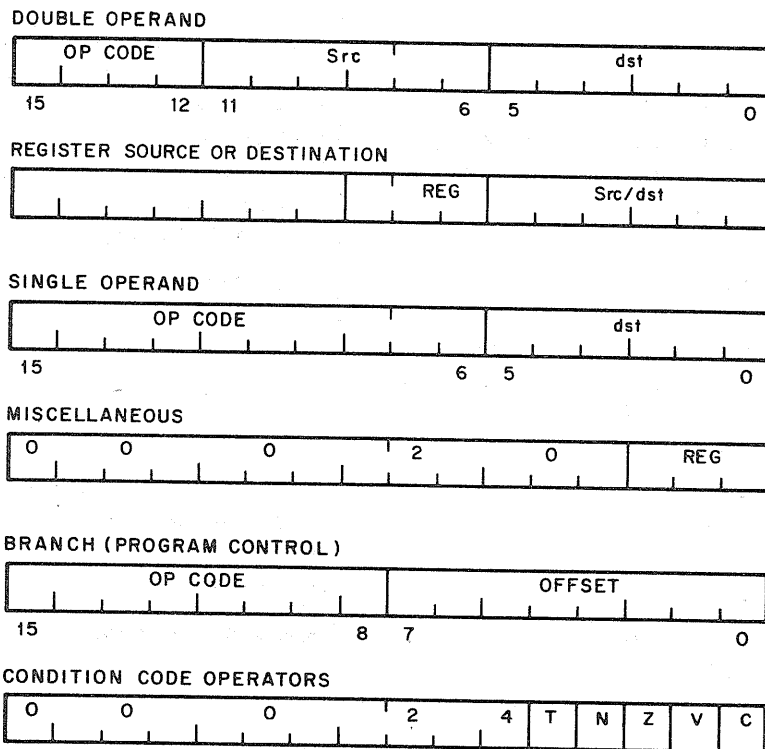 DOUBLE OPERAND
OP CODE Src dst
15 12 11 6 5 0
REGISTER SOURCE OR DESTINATION
REG Src/dst
SINGLE OPERAND
OP CODE dst
15 6 5 0
MISCELLANEOUS
0 0 0 2 0 REG
BRANCH (PROGRAM CONTROL)
OP CODE OFFSET
15 8 7 0
CONDITION CODE OPERATORS
0 0 0 2 4 T N Z V C